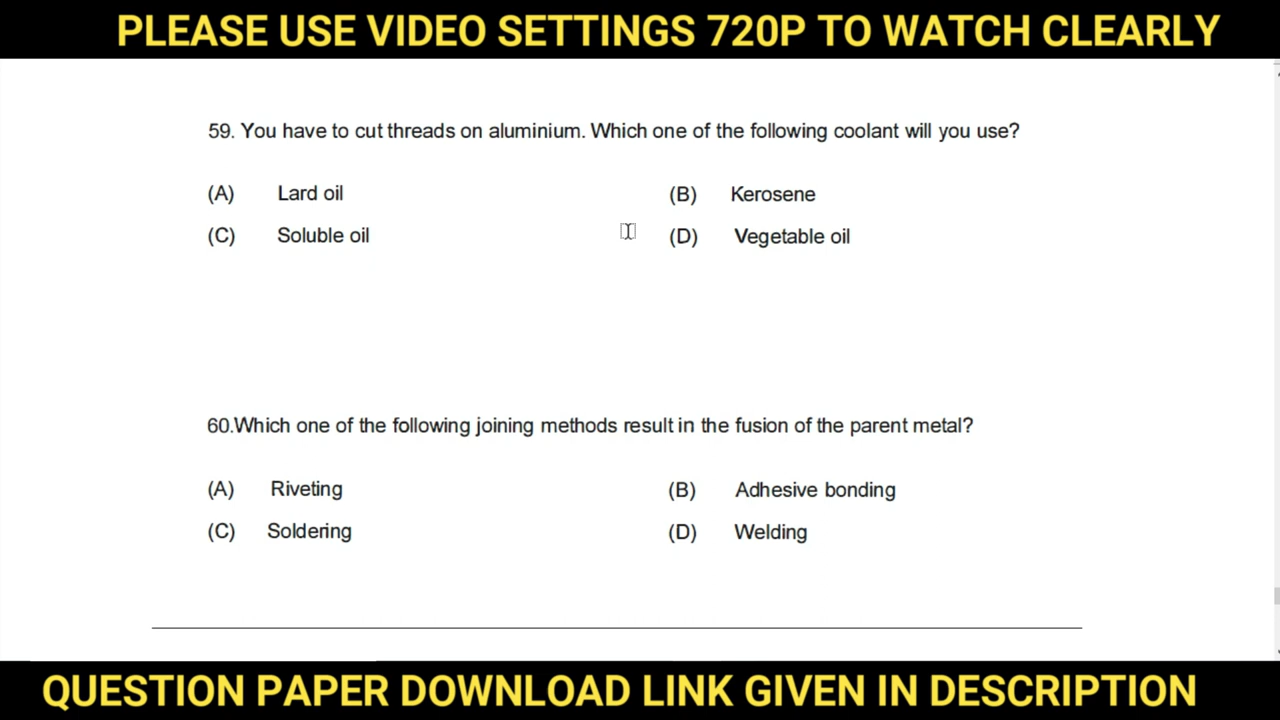 PLEASE USE VIDEO SETTINGS 720P TO WATCH CLEARLY
59. You have to cut threads on aluminium. Which one of the following coolant will you use?
(A) Lard oil (B) Kerosene
(C) Soluble oil (D) Vegetable oil
60.Which one of the following joining methods result in the fusion of the parent metal?
(A) Riveting (B) Adhesive bonding
(C) Soldering (D) Welding
QUESTION PAPER DOWNLOAD LINK GIVEN IN DESCRIPTION